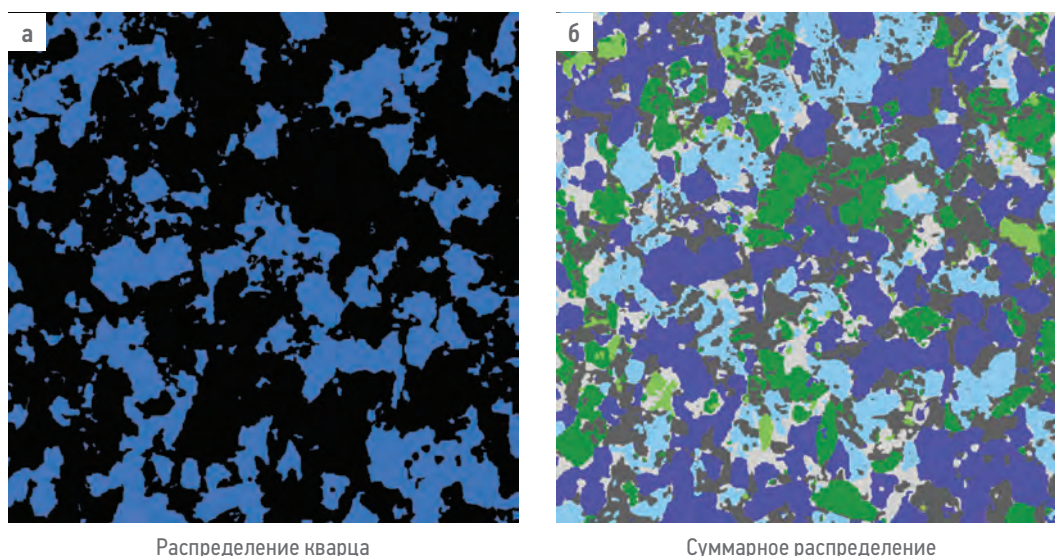 а
б
Распределение кварца
Суммарное распределение